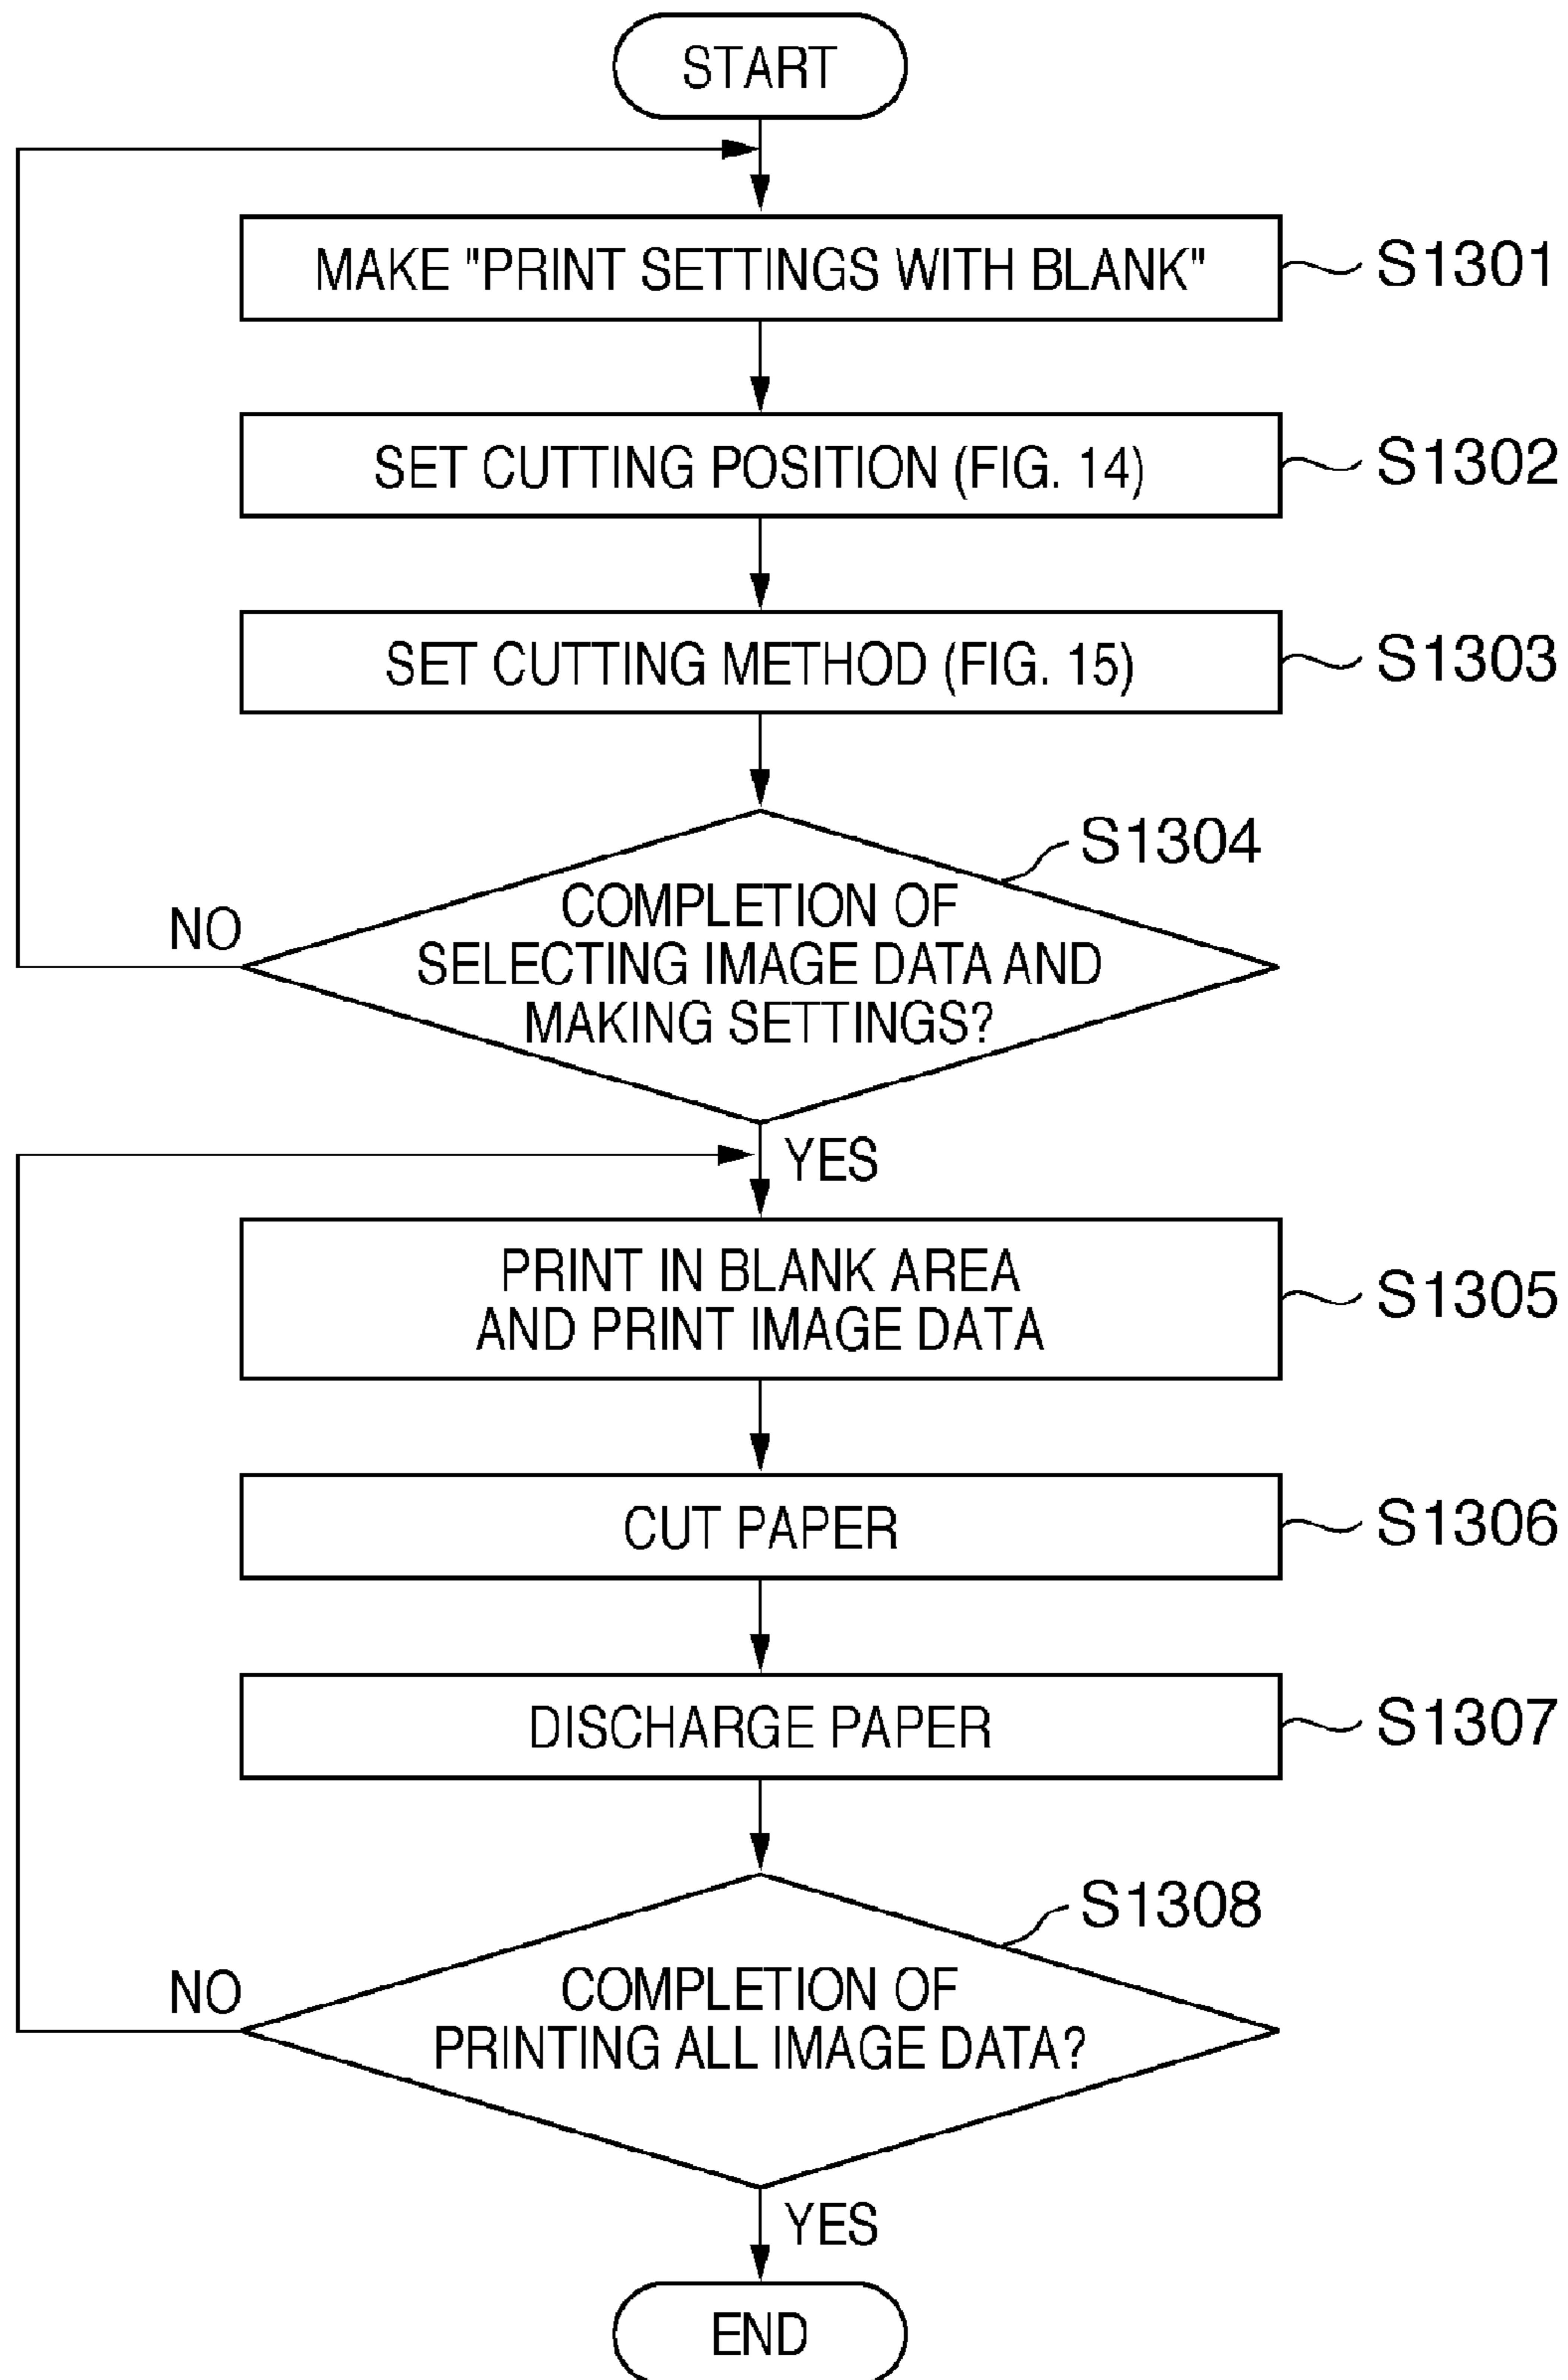 START
MAKE "PRINT SETTINGS WITH BLANK"
S1301
SET CUTTING POSITION (FIG. 14)
S1302
SET CUTTING METHOD (FIG. 15)
S1303
S1304
COMPLETION OF
SELECTING IMAGE DATA AND
MAKING SETTINGS?
NO
YES
PRINT IN BLANK AREA
AND PRINT IMAGE DATA
S1305
CUT PAPER
S1306
DISCHARGE PAPER
S1307
S1308
COMPLETION OF
PRINTING ALL IMAGE DATA?
NO
YES
END